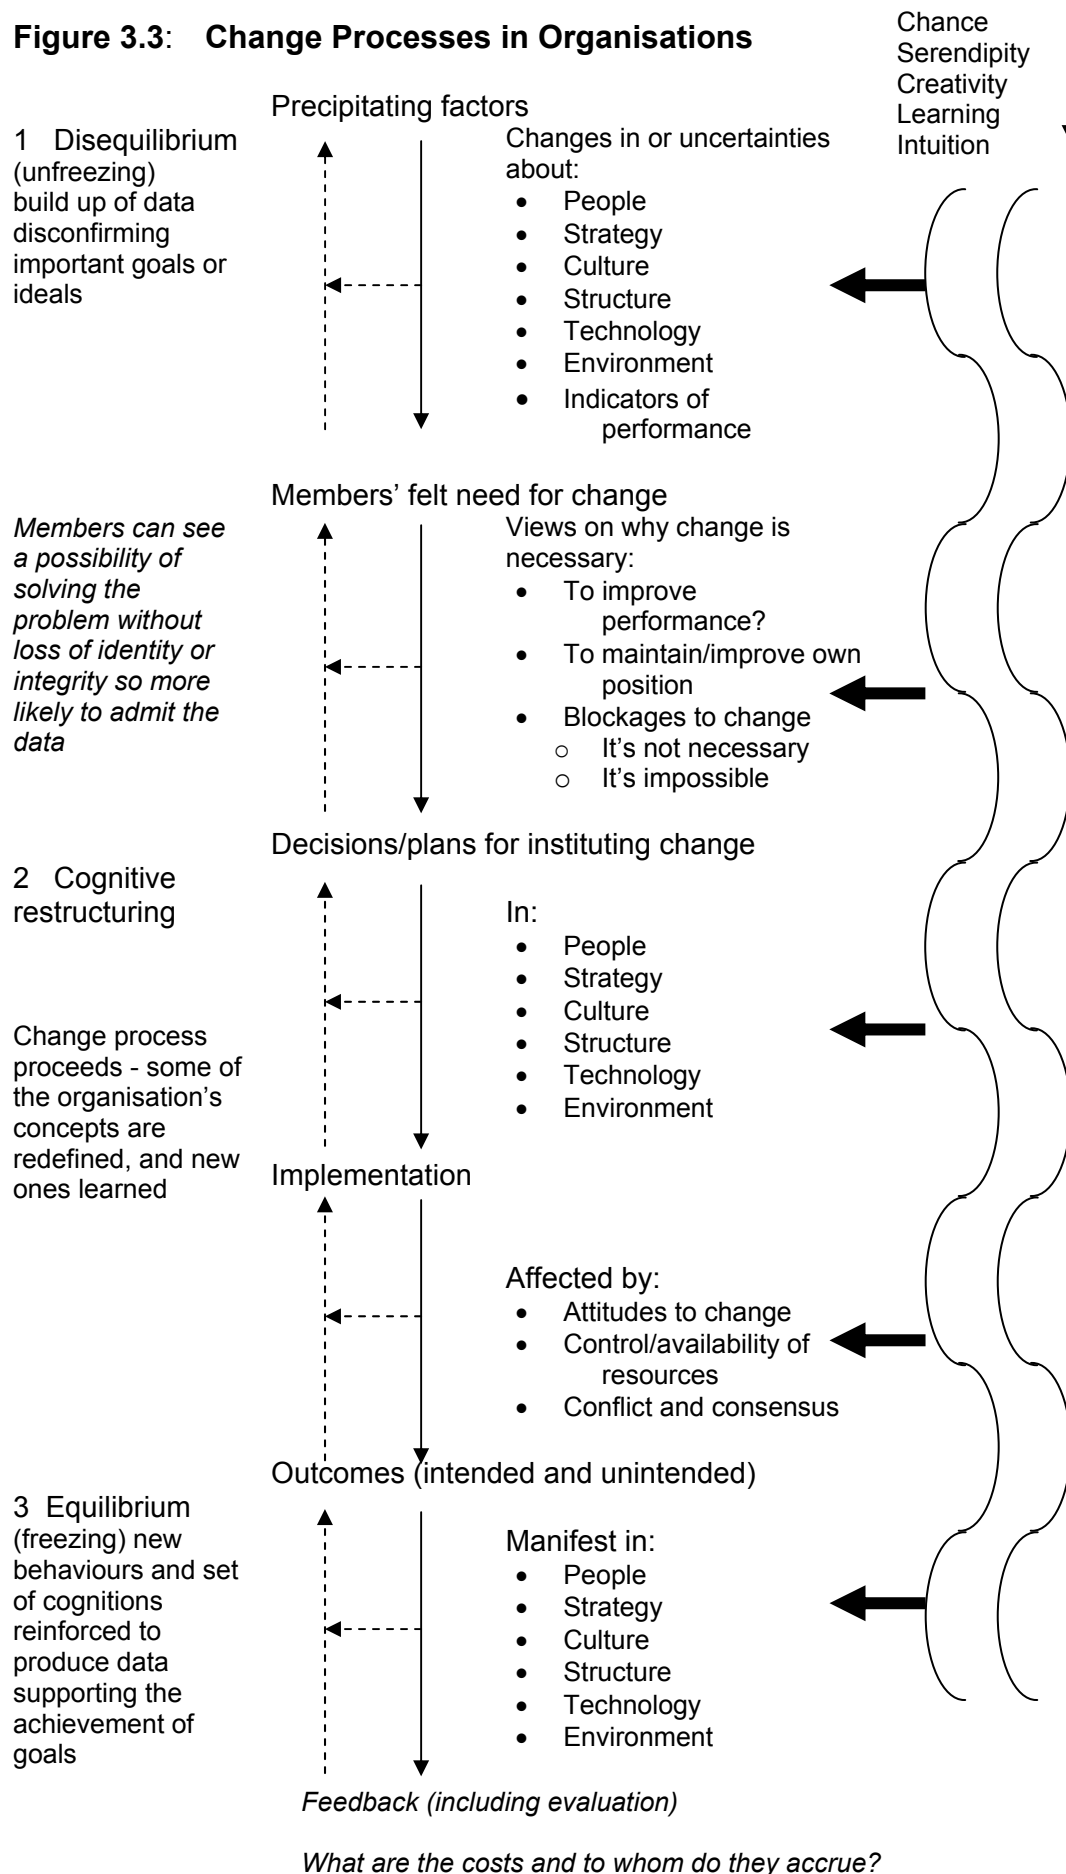 Figure 3.3: Change Processes in Organisations
Chance
Serendipity
Creativity
Learning
Intuition
Precipitating factors
1 Disequilibrium
(unfreezing)
build up of data
disconfirming
important goals or
ideals
Changes in or uncertainties
about:
• People
• Strategy
• Culture
• Structure
• Technology
• Environment
• Indicators of
performance
Members’ felt need for change
Members can see
a possibility of
solving the
problem without
loss of identity or
integrity so more
likely to admit the
data
Views on why change is
necessary:
• To improve
performance?
• To maintain/improve own
position
• Blockages to change
o It’s not necessary
o It’s impossible
Decisions/plans for instituting change
2 Cognitive
restructuring
In:
• People
• Strategy
• Culture
• Structure
• Technology
• Environment
Change process
proceeds - some of
the organisation’s
concepts are
redefined, and new
ones learned
Implementation
Affected by:
• Attitudes to change
• Control/availability of
resources
• Conflict and consensus
Outcomes (intended and unintended)
3 Equilibrium
(freezing) new
behaviours and set
of cognitions
reinforced to
produce data
supporting the
achievement of
goals
Manifest in:
• People
• Strategy
• Culture
• Structure
• Technology
• Environment
Feedback (including evaluation)
What are the costs and to whom do they accrue?